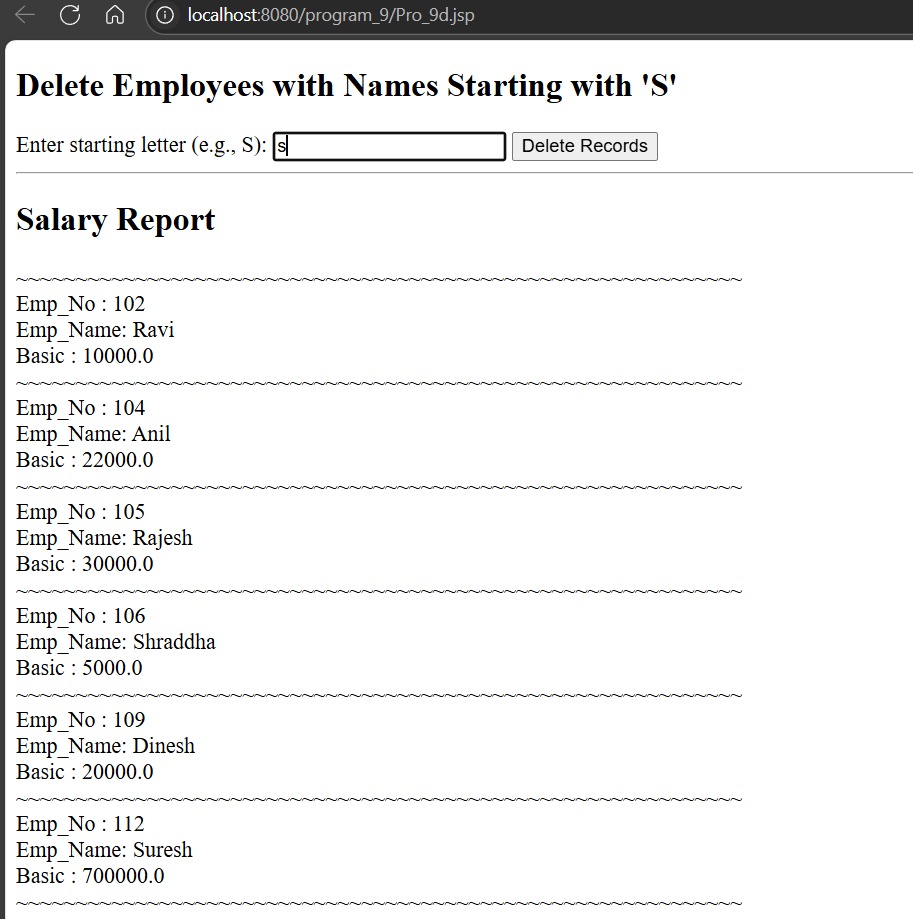 localhost:8080/program_9/Pro_9d.jsp
Delete Employees with Names Starting with 'S'
Enter starting letter (e.g., S): s Delete Records
Salary Report
~~~~~~~~~~~~~~~~~~~~~~~~~~~~~~~~~~~~~~~~~~~~~~~~~~~~~~~~~~~~~
Emp_No : 102
Emp_Name: Ravi
Basic : 10000.0
~~~~~~~~~~~~~~~~~~~~~~~~~~~~~~~~~~~~~~~~~~~~~~~~~~~~~~~~~~~~~
Emp_No : 104
Emp_Name: Anil
Basic : 22000.0
~~~~~~~~~~~~~~~~~~~~~~~~~~~~~~~~~~~~~~~~~~~~~~~~~~~~~~~~~~~~~
Emp_No : 105
Emp_Name: Rajesh
Basic : 30000.0
~~~~~~~~~~~~~~~~~~~~~~~~~~~~~~~~~~~~~~~~~~~~~~~~~~~~~~~~~~~~~
Emp_No : 106
Emp_Name: Shraddha
Basic : 5000.0
~~~~~~~~~~~~~~~~~~~~~~~~~~~~~~~~~~~~~~~~~~~~~~~~~~~~~~~~~~~~~
Emp_No : 109
Emp_Name: Dinesh
Basic : 20000.0
~~~~~~~~~~~~~~~~~~~~~~~~~~~~~~~~~~~~~~~~~~~~~~~~~~~~~~~~~~~~~
Emp_No : 112
Emp_Name: Suresh
Basic : 700000.0
~~~~~~~~~~~~~~~~~~~~~~~~~~~~~~~~~~~~~~~~~~~~~~~~~~~~~~~~~~~~~